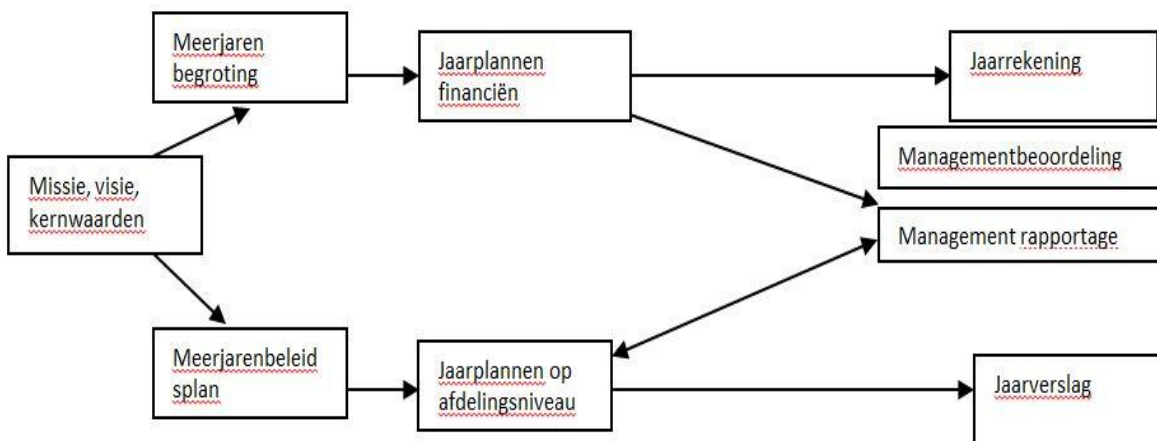 Meerjaren
begroting
Jaarplannen
financiën
Jaarrekening
Managementbeoordeling
Missie, visie,
kernwaarden
Management rapportage
Meerjarenbeleid
splan
Jaarplannen op
afdelingsniveau
Jaarverslag